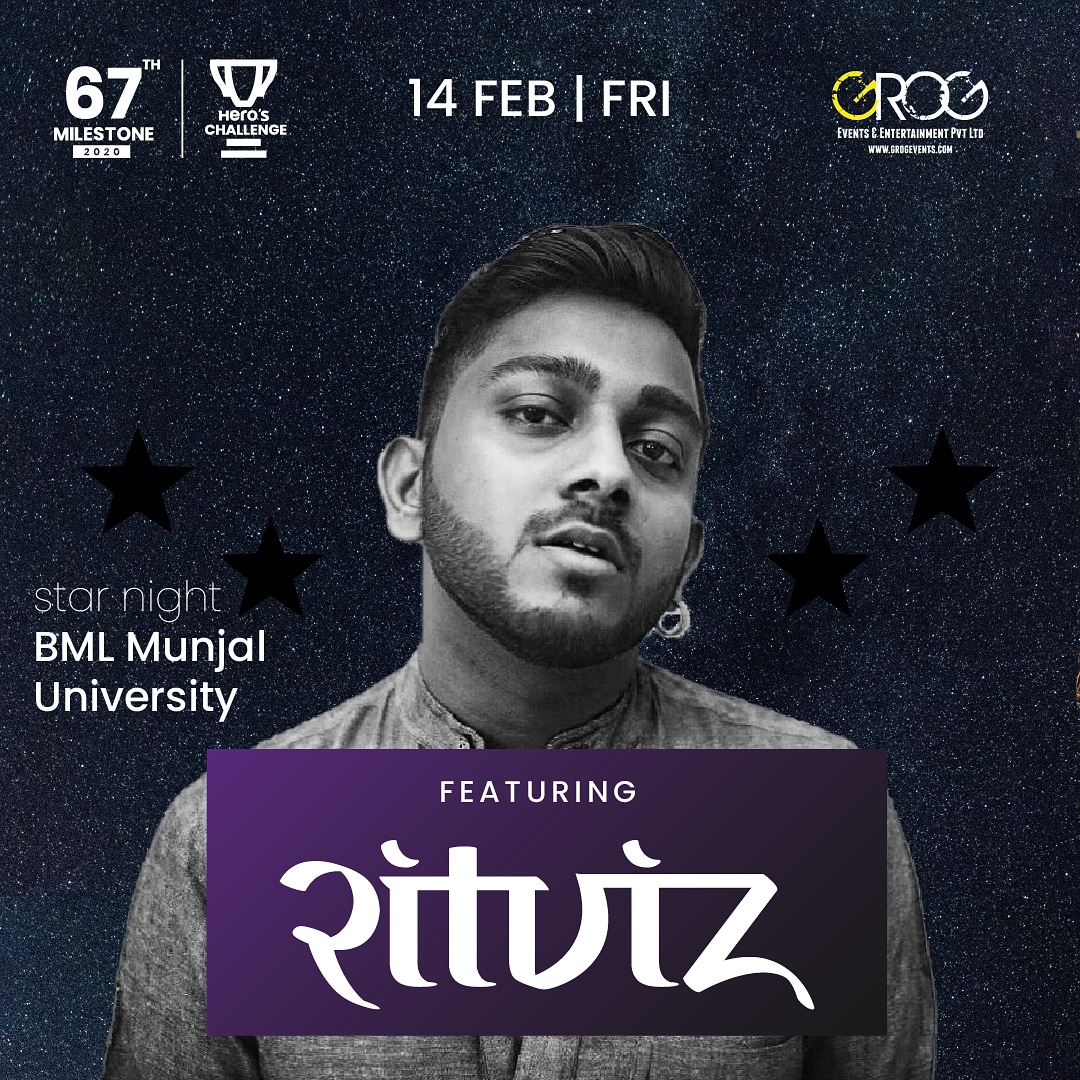 67TH
MILESTONE
2020
HerO'S
CHALLENGE
14 FEB | FRI
GROG
EVENTS & ENTERTAINMENT PVT LTD
WWW.GROGEVENTS.COM
star night
BML Munjal
University
FEATURING
ritviz